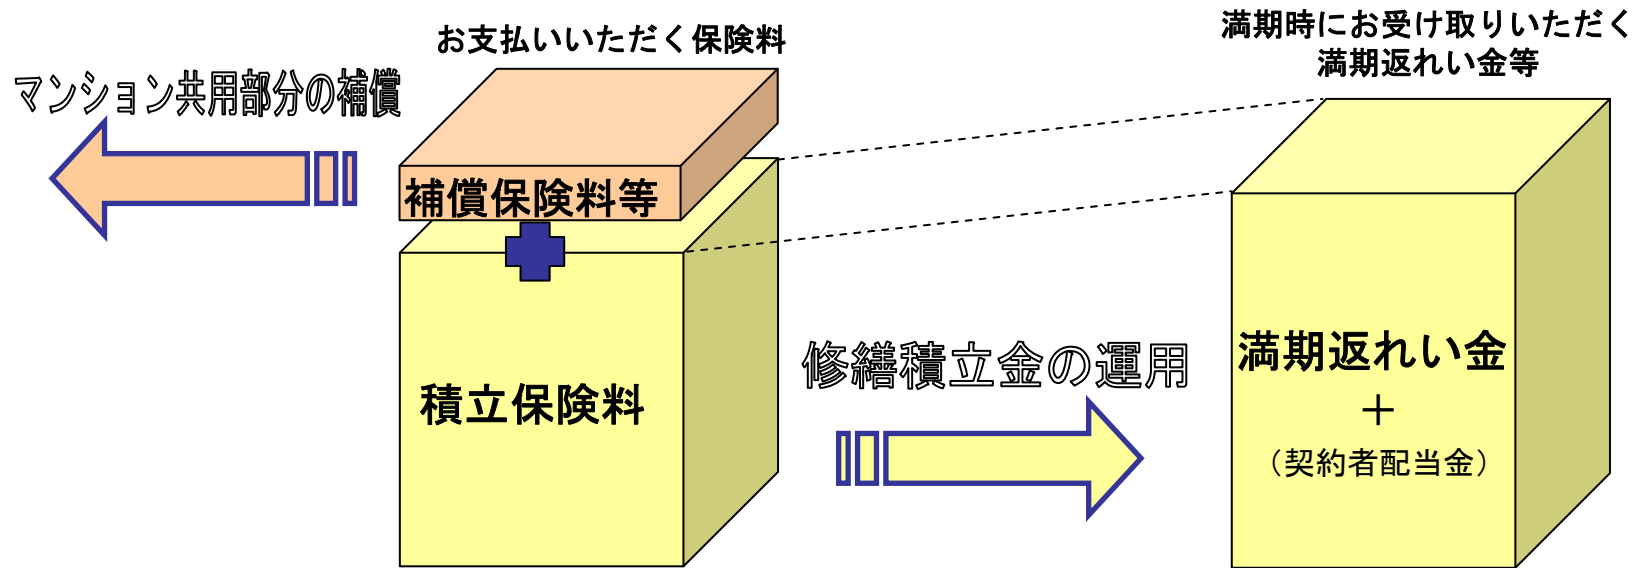 お支払いいただく保険料
満期時にお受け取りいただく
満期返れい金等
マンション共用部分の補償
補償保険料等
積立保険料
修繕積立金の運用
満期返れい金
＋
（契約者配当金）